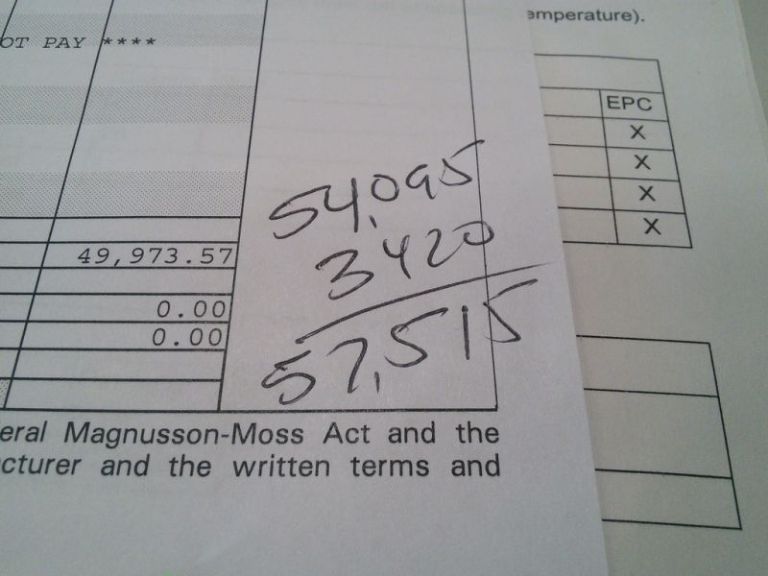 emperature).
OT PAY ****
EPC
X
X
X
X
54,095
3420
57,515
49,973.57
0.00
0.00
eral Magnusson-Moss Act and the
cturer and the written terms and